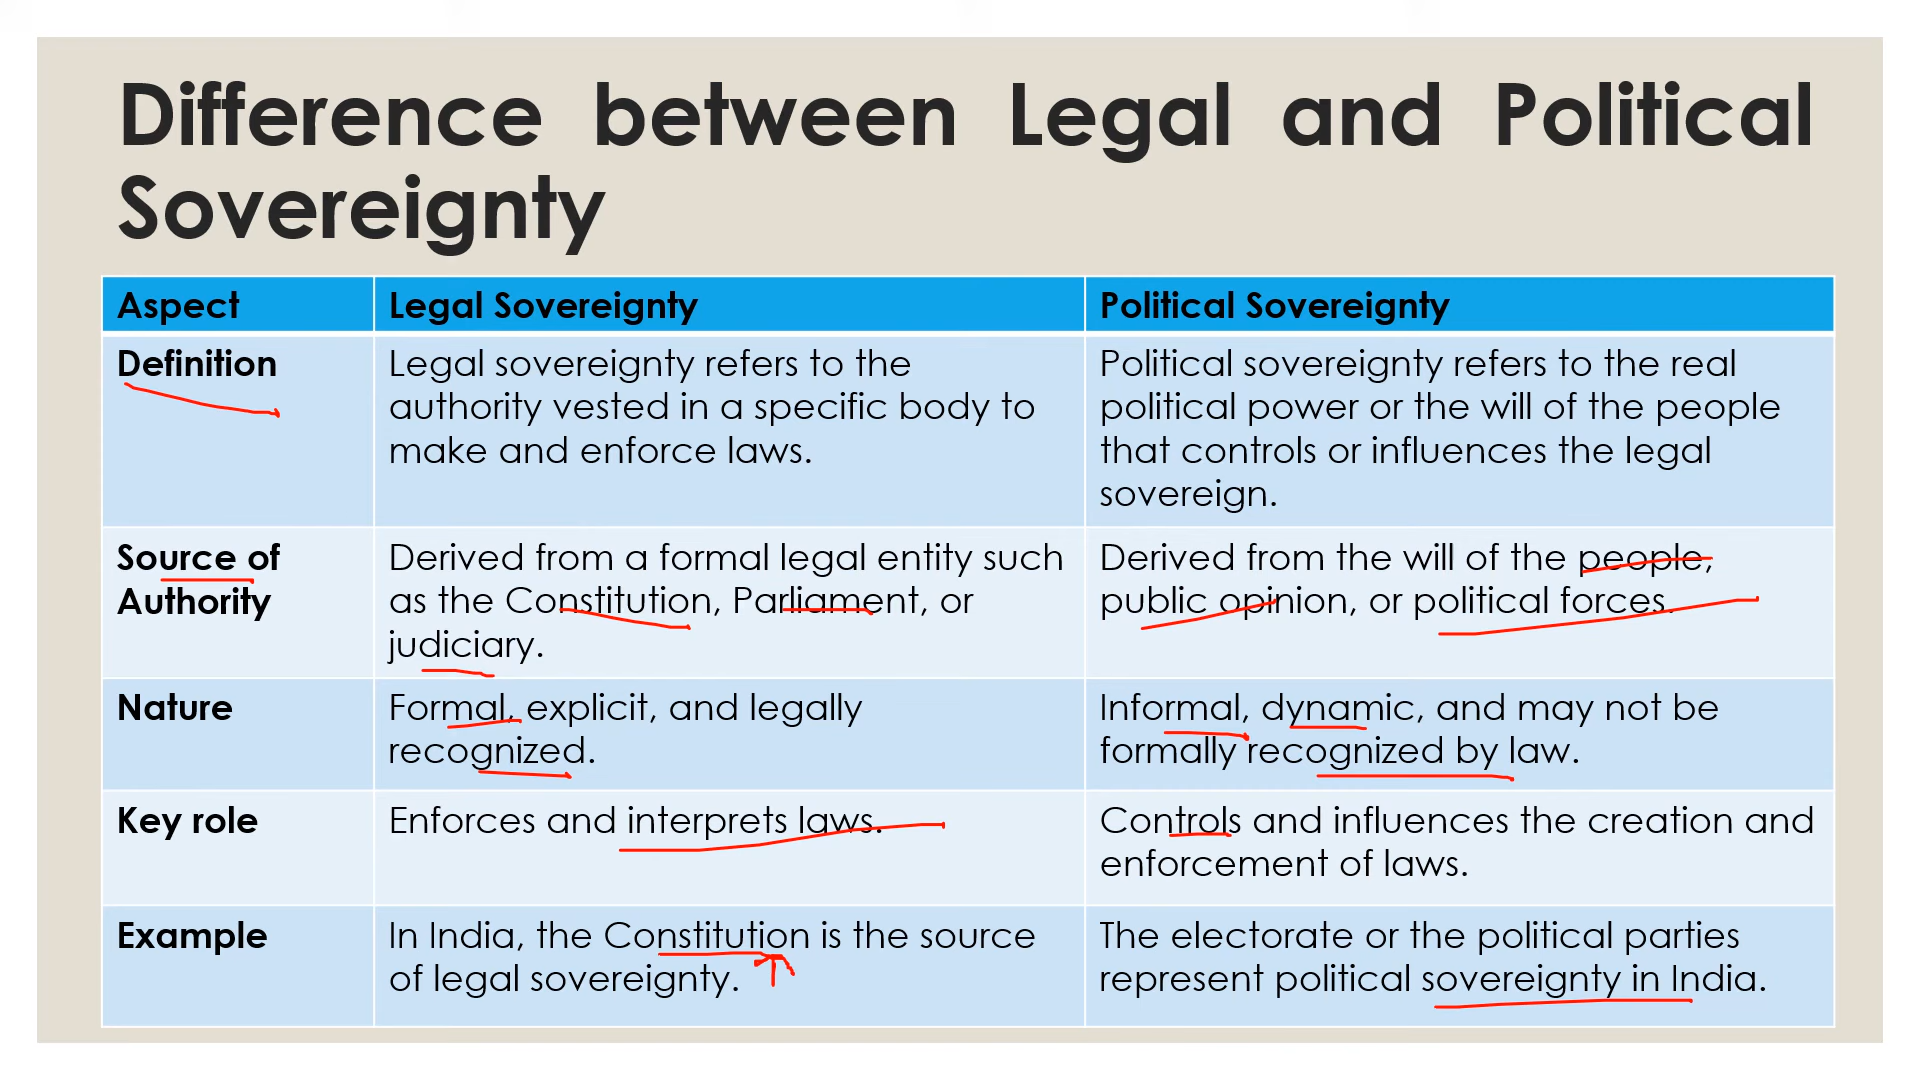 Difference between Legal and Political
Sovereignty
Aspect
Legal Sovereignty
Political Sovereignty
Definition
Legal sovereignty refers to the
authority vested in a specific body to
make and enforce laws.
Political sovereignty refers to the real
political power or the will of the people
that controls or influences the legal
sovereign.
Source of
Authority
Derived from a formal legal entity such
as the Constitution, Parliament, or
judiciary.
Derived from the will of the people,
public opinion, or political forces.
Nature
Formal, explicit, and legally
recognized.
Informal, dynamic, and may not be
formally recognized by law.
Key role
Enforces and interprets laws.
Controls and influences the creation and
enforcement of laws.
Example
In India, the Constitution is the source
of legal sovereignty.
The electorate or the political parties
represent political sovereignty in India.